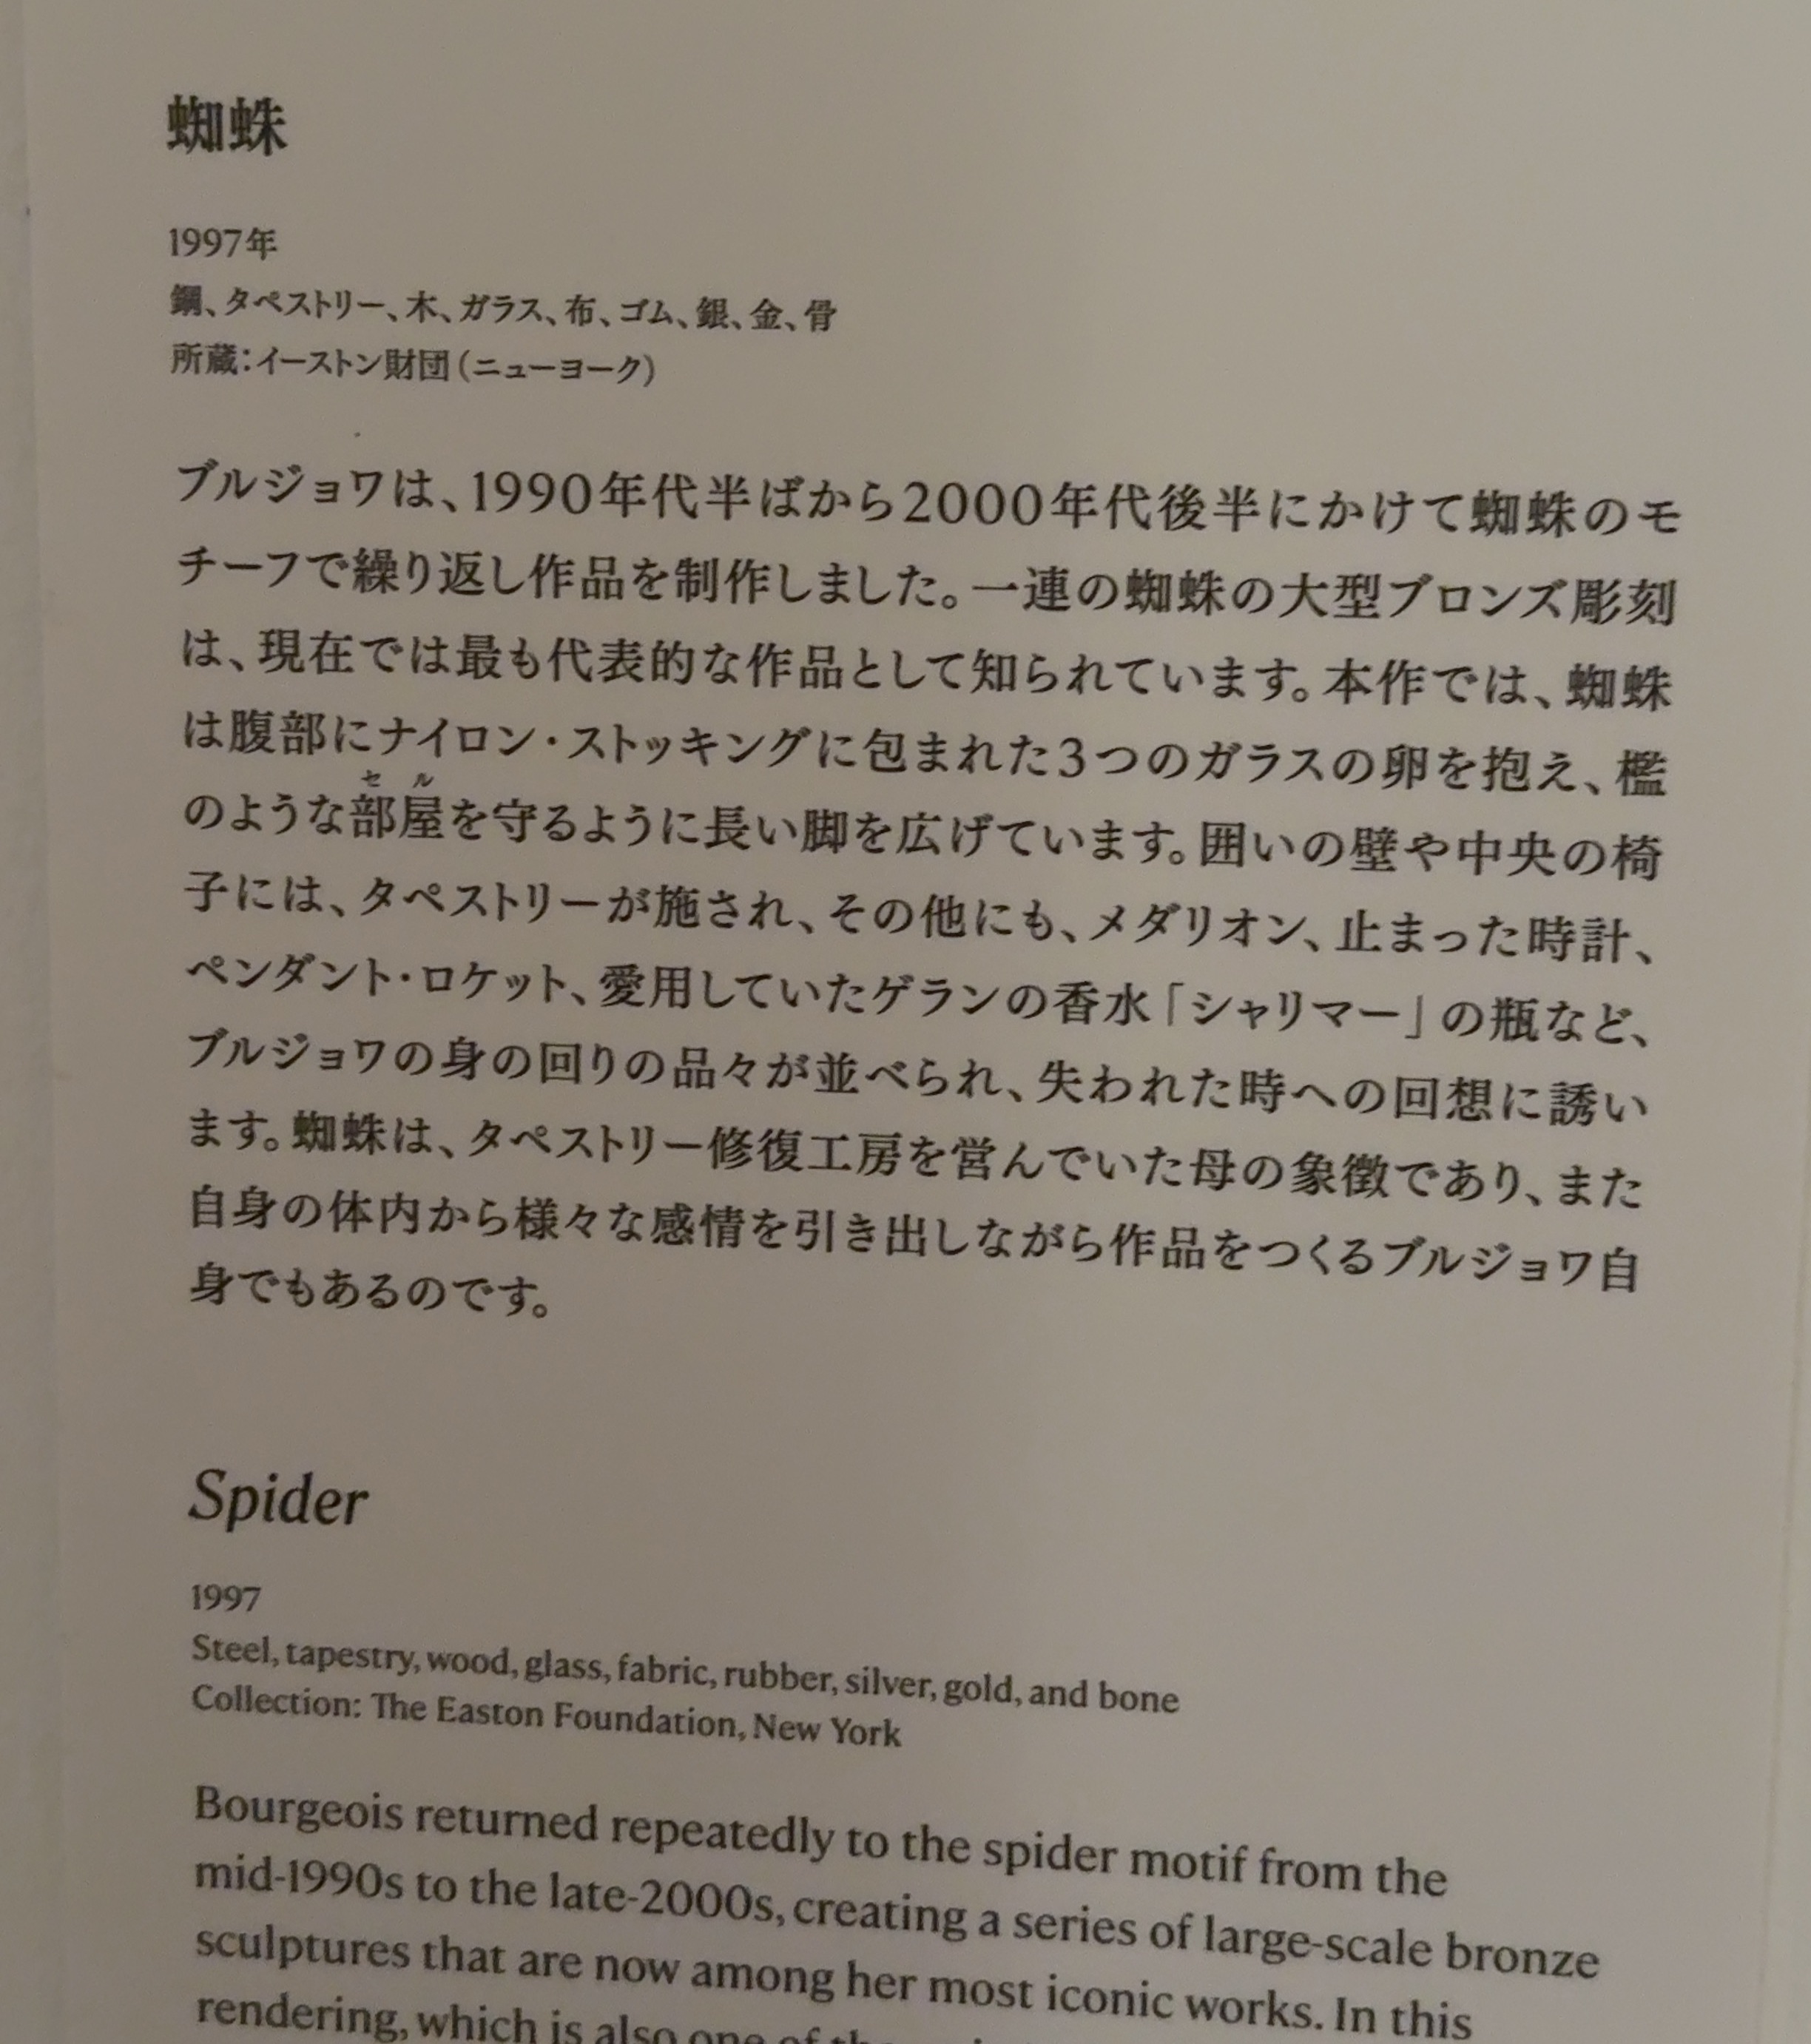 蜘蛛
1997年
鋼、タペストリー、木、ガラス、布、ゴム、銀、金、骨
所蔵：イーストン財団（ニューヨーク）
ブルジョワは、1990年代半ばから2000年代後半にかけて蜘蛛のモ
チーフで繰り返し作品を制作しました。一連の蜘蛛の大型ブロンズ彫刻
は、現在では最も代表的な作品として知られています。本作では、蜘蛛
は腹部にナイロン・ストッキングに包まれた3つのガラスの卵を抱え、檻
セル
のような部屋を守るように長い脚を広げています。囲いの壁や中央の椅
子には、タペストリーが施され、その他にも、メダリオン、止まった時計、
ペンダント・ロケット、愛用していたゲランの香水「シャリマー」の瓶など、
ブルジョワの身の回りの品々が並べられ、失われた時への回想に誘い
ます。蜘蛛は、タペストリー修復工房を営んでいた母の象徴であり、また
自身の体内から様々な感情を引き出しながら作品をつくるブルジョワ自
身でもあるのです。
Spider
1997
Steel, tapestry, wood, glass, fabric, rubber, silver, gold, and bone
Collection: The Easton Foundation, New York
Bourgeois returned repeatedly to the spider motif from the
mid-1990s to the late-2000s, creating a series of large-scale bronze
sculptures that are now among her most iconic works. In this
rendering, which is also one of the